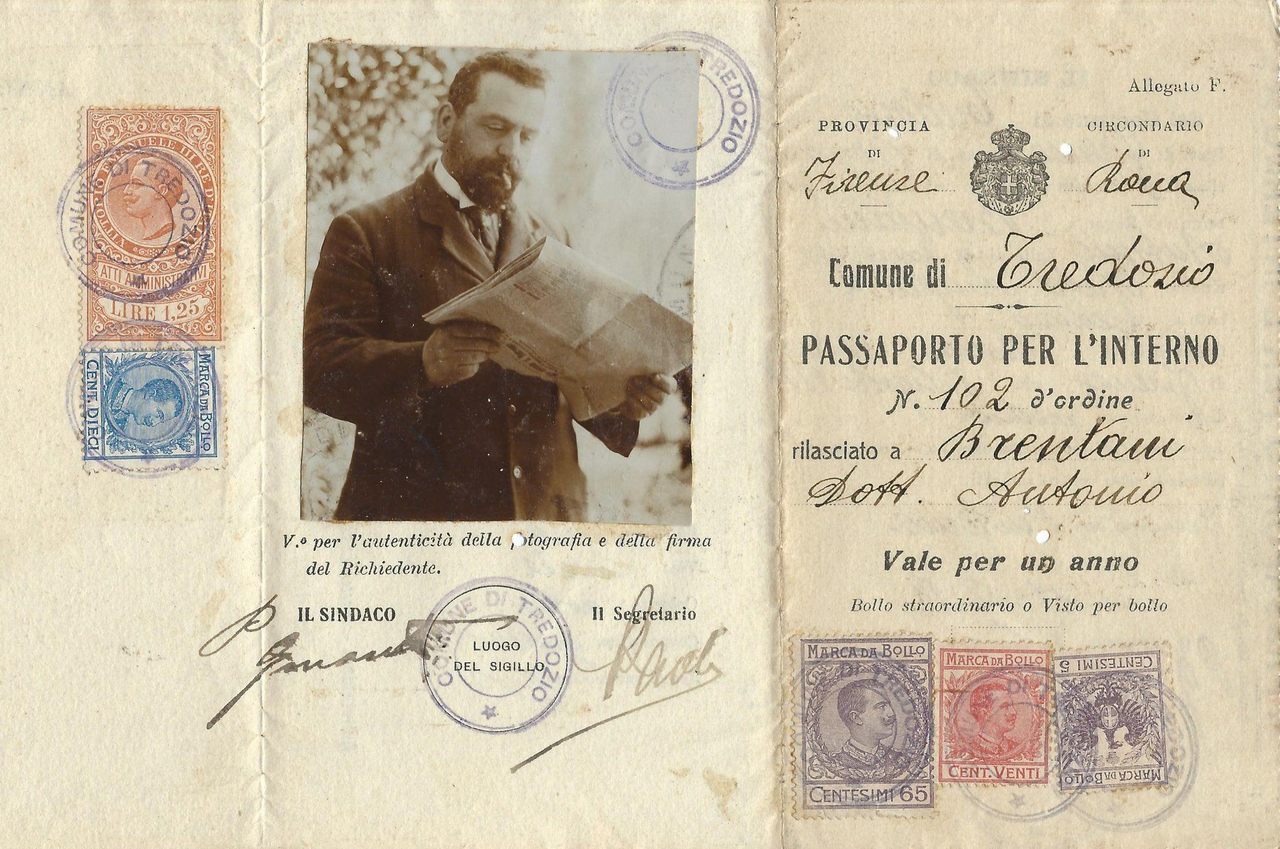 VITTORIO EMANUELE III RE D'
ATTI AMMINISTRATIVI
LIRE 1,25
COMUNE DI TREDOZIO
MARCA DA BOLLO
CENT. DIECI
COMUNE DI TREDOZIO
V.o per l'autenticità della fotografia e della firma
del Richiedente.
IL SINDACO
Il Segretario
COMUNE DI TREDOZIO
LUOGO
DEL SIGILLO
Allegato F.
PROVINCIA
DI
Firenze
CIRCONDARIO
DI
Comune di Tredozio
PASSAPORTO PER L'INTERNO
N. 102 d'ordine
rilasciato a Brentani
Dott. Antonio
Vale per un anno
Bollo straordinario o Visto per bollo
MARCA DA BOLLO
CENTESIMI 65
MARCA DA BOLLO
CENT. VENTI
CENTESIMI 5
MARCA DA BOLLO
DI TREDOZIO